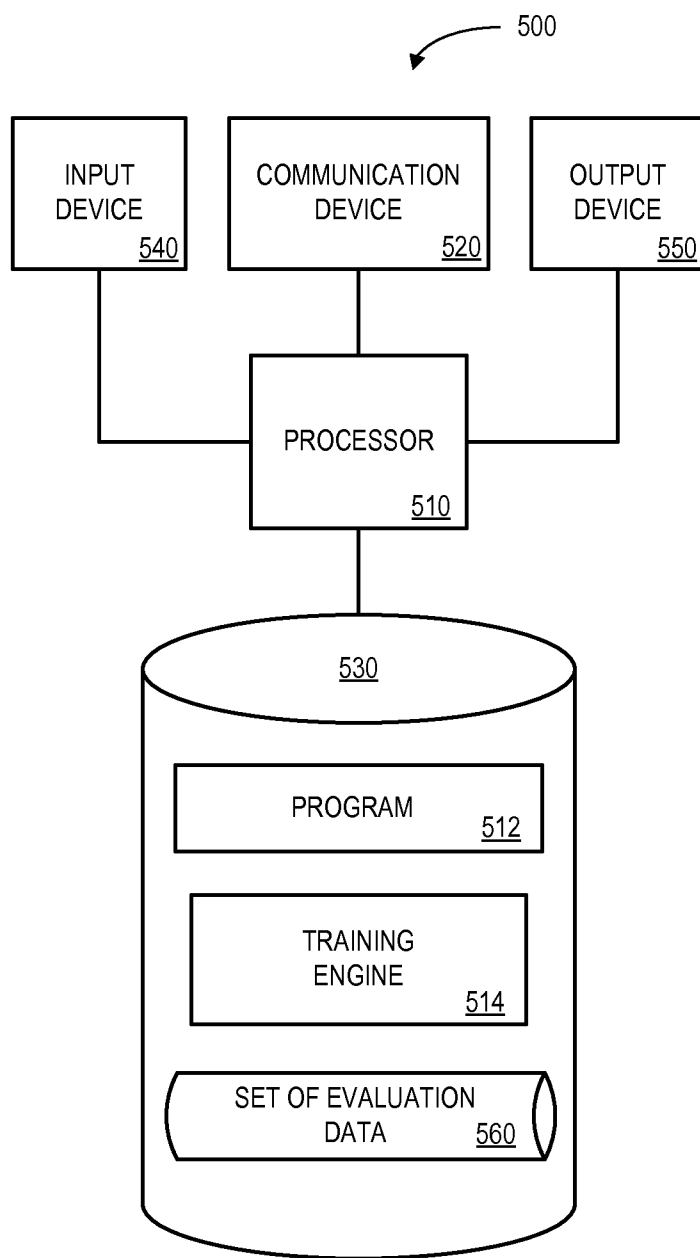 500
INPUT
DEVICE
540
COMMUNICATION
DEVICE
520
OUTPUT
DEVICE
550
PROCESSOR
510
530
PROGRAM
512
TRAINING
ENGINE
514
SET OF EVALUATION
DATA
560